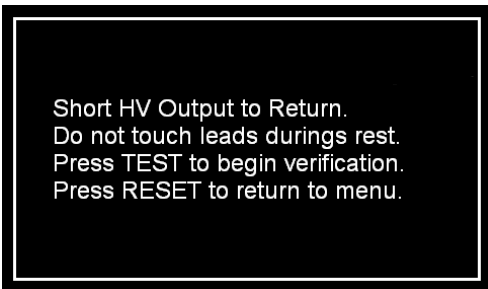 Short HV Output to Return.
Do not touch leads durings rest.
Press TEST to begin verification.
Press RESET to return to menu.